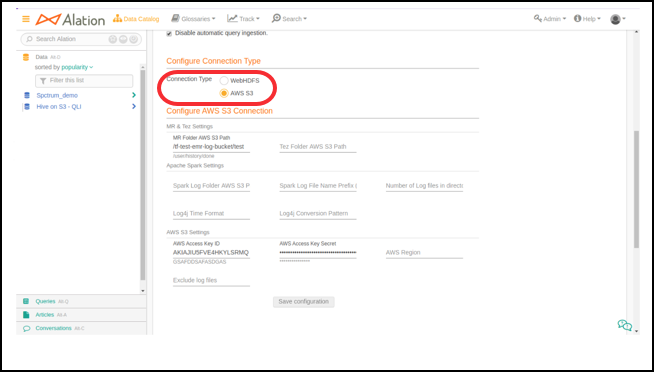 Alation
Data Catalog
Glossaries
Track
Search
Admin
Help
Search Alation
Disable automatic query ingestion.
Data Alt-D
sorted by popularity
Filter this list
Spctrum_demo
Hive on S3 - QLI
Configure Connection Type
Connection Type
WebHDFS
AWS S3
Configure AWS S3 Connection
MR & Tez Settings
MR Folder AWS S3 Path
/tf-test-emr-log-bucket/test
Tez Folder AWS S3 Path
/user/history/done
Apache Spark Settings
Spark Log Folder AWS S3 P
Spark Log File Name Prefix (
Number of Log files in direct
Log4j Time Format
Log4j Conversion Pattern
AWS S3 Settings
AWS Access Key ID
AWS Access Key Secret
AKIAJIU5FVE4HKYLSRMQ
AWS Region
GSAFDDSAFASDGAS
Exclude log files
Save configuration
Queries Alt-Q
Articles Alt-A
Conversations Alt-C